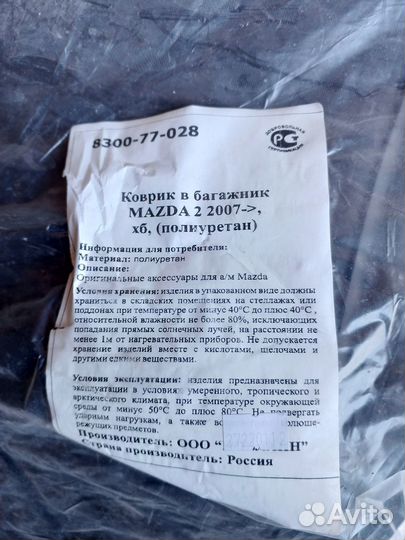 8300-77-028
ДОБРОВОЛЬНАЯ
РСТ
СЕРТИФИКАЦИЯ
Коврик в багажник
MAZDA 2 2007->,
хб, (полиуретан)
Информация для потребителя:
Материал: полиуретан
Описание:
Оригинальные аксессуары для а/м Mazda
Условия хранения: изделия в упакованном виде должны
храниться в складских помещениях на стеллажах или
поддонах при температуре от минус 40°С до плюс 40°С ,
относительной влажности не более 80%, исключающих
попадания прямых солнечных лучей, на расстоянии не
менее 1м от нагревательных приборов. Не допускается
хранение изделий вместе с кислотами, щелочами и
другими едкими веществами.
Условия эксплуатации: изделия предназначены для
эксплуатации в условиях умеренного, тропического и
арктического климата, при температуре окружающей
среды от минус 50°С до плюс 80°С. Не подвергать
ударным нагрузкам, а также
режущих предметов.
Производитель: ООО "
Страна производитель: Россия
Avito